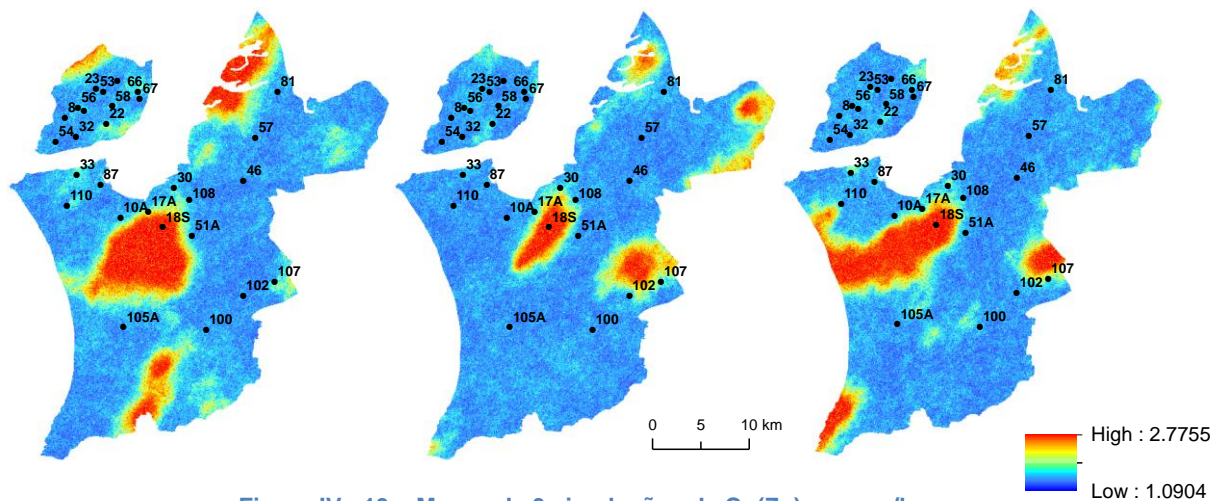 23 53 66 67
8 56 58 22
54 32
81
57
33 87 30 46
110 10A 17A 108
18S 51A
107
102
105A 100
23 53 66 67
8 56 58 22
54 32
81
57
33 87 30 46
110 10A 17A 108
18S 51A
107
102
105A 100
23 53 66 67
8 56 58 22
54 32
81
57
33 87 30 46
110 10A 17A 108
18S 51A
107
102
105A 100
0 5 10 km
High : 2.7755
Low : 1.0904